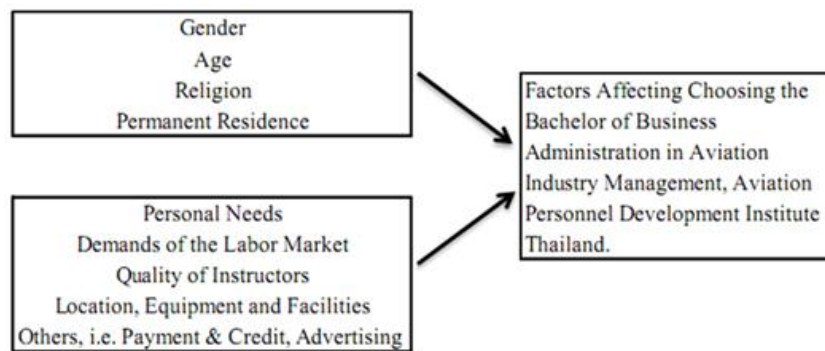 Gender
Age
Religion
Permanent Residence
Personal Needs
Demands of the Labor Market
Quality of Instructors
Location, Equipment and Facilities
Others, i.e. Payment & Credit, Advertising
Factors Affecting Choosing the
Bachelor of Business
Administration in Aviation
Industry Management, Aviation
Personnel Development Institute
Thailand.